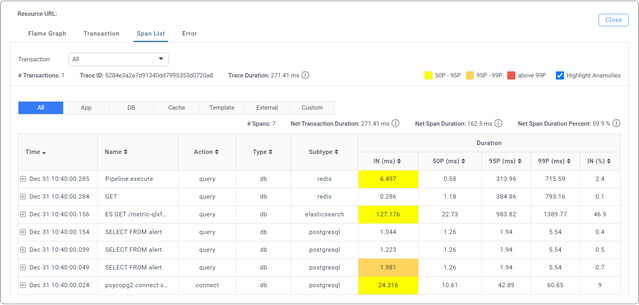 Resource URL:
Close
Flame Graph Transaction Span List Error
Transaction All
# Transactions: 1 Trace ID: 5284e3a2a7d91340dd7995353d0720a8 Trace Duration: 271.41 ms
50P - 95P 95P - 99P above 99P Highlight Anamolies
All App DB Cache Template External Custom
# Spans: 7 Net Transaction Duration: 271.41 ms Net Span Duration: 162.5 ms Net Span Duration Percent: 59.9 %
Duration
Time Name Action Type Subtype IN (ms) 50P (ms) 95P (ms) 99P (ms) IN (%)
Dec 31 10:40:00.285 Pipeline.execute query db redis 6.497 0.58 313.96 715.59 2.4
Dec 31 10:40:00.284 GET query db redis 0.286 1.18 384.86 793.16 0.1
Dec 31 10:40:00.156 ES GET /metric-qlxf... query db elasticsearch 127.176 22.73 983.82 1389.77 46.9
Dec 31 10:40:00.154 SELECT FROM alert query db postgresql 1.044 1.26 1.94 5.54 0.4
Dec 31 10:40:00.099 SELECT FROM alert query db postgresql 1.223 1.26 1.94 5.54 0.5
Dec 31 10:40:00.049 SELECT FROM alert query db postgresql 1.981 1.26 1.94 5.54 0.7
Dec 31 10:40:00.024 psycopg2.connect s... connect db postgresql 24.316 10.61 42.89 60.65 9